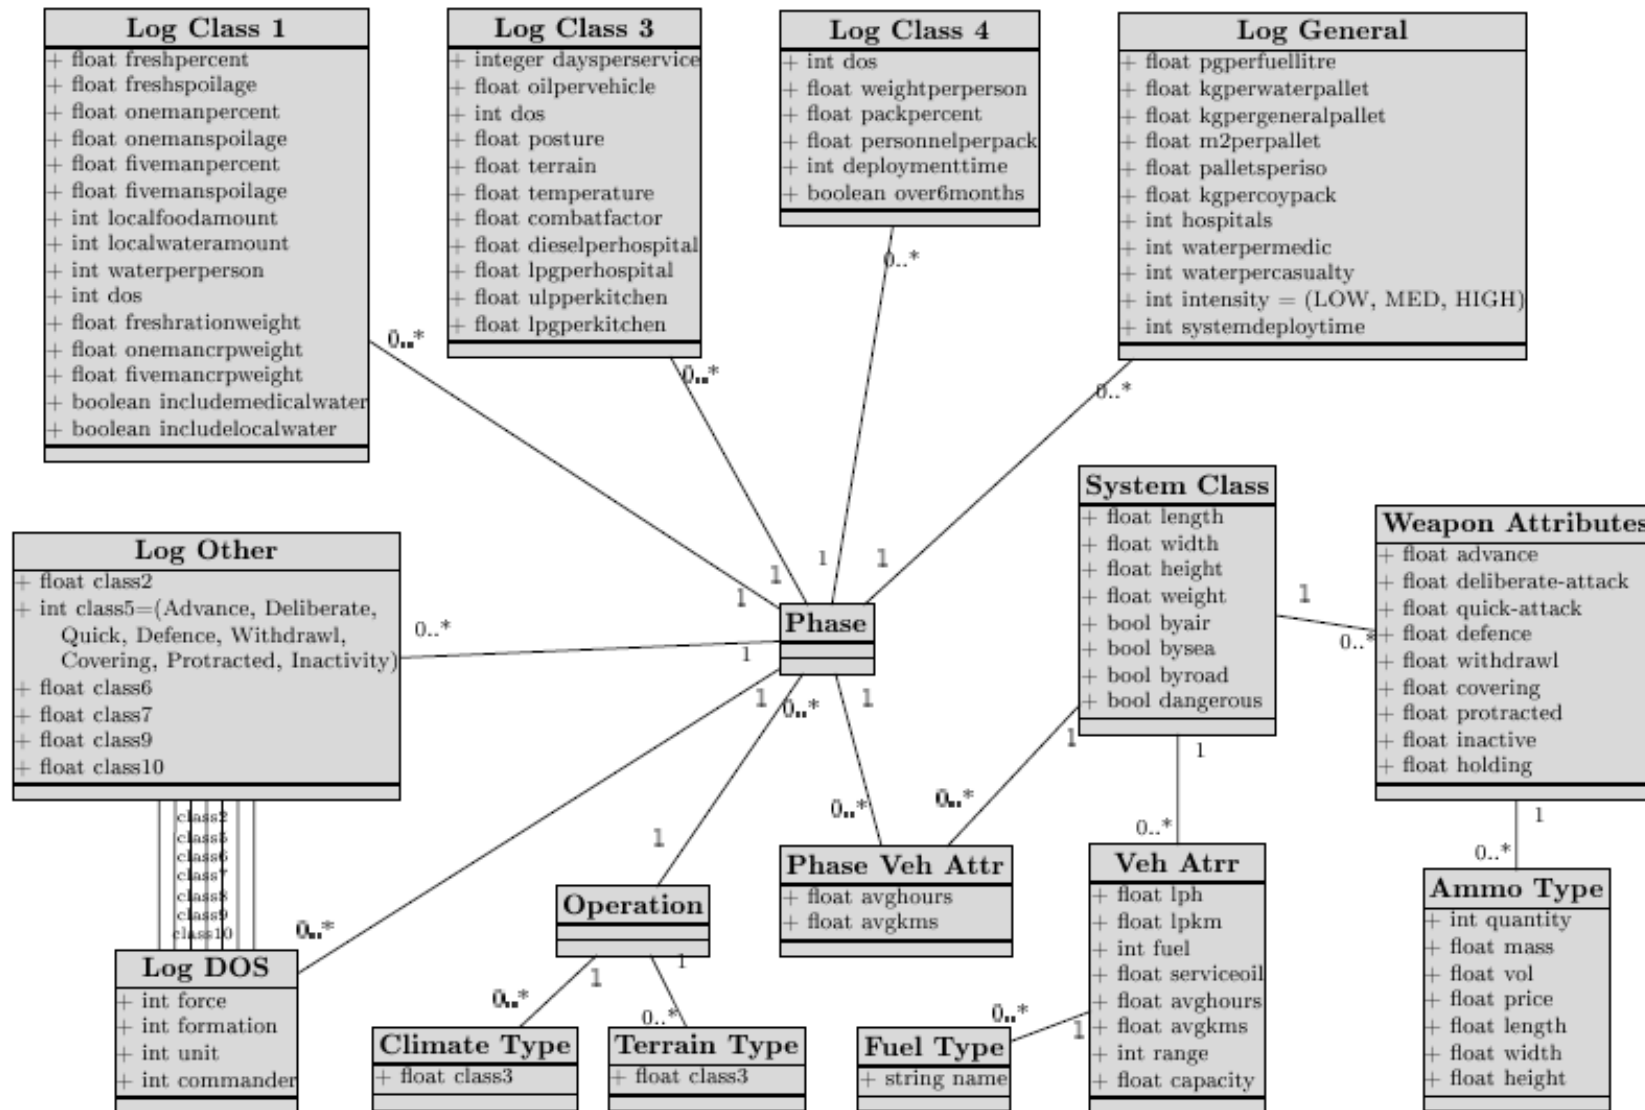 Log Class 1
+ float freshpercent
+ float freshspoilage
+ float onemanpercent
+ float onemanspoilage
+ float fivemanpercent
+ float fivemanspoilage
+ int localfoodamount
+ int localwateramount
+ int waterperperson
+ int dos
+ float freshrationweight
+ float onemancrpweight
+ float fivemancrpweight
+ boolean includemedicalwater
+ boolean includelocalwater
Log Class 3
+ integer daysperservice
+ float oilpervehicle
+ int dos
+ float posture
+ float terrain
+ float temperature
+ float combatfactor
+ float dieselperhospital
+ float lpgperhospital
+ float ulpperkitchen
+ float lpgperkitchen
Log Class 4
+ int dos
+ float weightperperson
+ float packpercent
+ float personnelperpack
+ int deploymenttime
+ boolean over6months
Log General
+ float pgperfuellitre
+ float kgperwaterpallet
+ float kgpergeneralpallet
+ float m2perpallet
+ float palletsperiso
+ float kgpercoypack
+ int hospitals
+ int waterpermedic
+ int waterpercasualty
+ int intensity = (LOW, MED, HIGH)
+ int systemdeploytime
0..*
0..*
0..*
0..*
1
1
1
1
Log Other
+ float class2
+ int class5=(Advance, Deliberate,
Quick, Defence, Withdrawl,
Covering, Protracted, Inactivity)
+ float class6
+ float class7
+ float class9
+ float class10
0..*
1
Phase
1
0..*
1
System Class
+ float length
+ float width
+ float height
+ float weight
+ bool byair
+ bool bysea
+ bool byroad
+ bool dangerous
1
0..*
Weapon Attributes
+ float advance
+ float deliberate-attack
+ float quick-attack
+ float defence
+ float withdrawl
+ float covering
+ float protracted
+ float inactive
+ float holding
class2
class5
class6
class7
class8
class9
class10
0..*
1
0..*
0..*
1
1
0..*
1
0..*
Log DOS
+ int force
+ int formation
+ int unit
+ int commander
Operation
1
1
0..*
0..*
Climate Type
+ float class3
Terrain Type
+ float class3
Phase Veh Attr
+ float avghours
+ float avgkms
Veh Atrr
+ float lph
+ float lpkm
+ int fuel
+ float serviceoil
+ float avghours
+ float avgkms
+ int range
+ float capacity
0..*
1
Fuel Type
+ string name
Ammo Type
+ int quantity
+ float mass
+ float vol
+ float price
+ float length
+ float width
+ float height